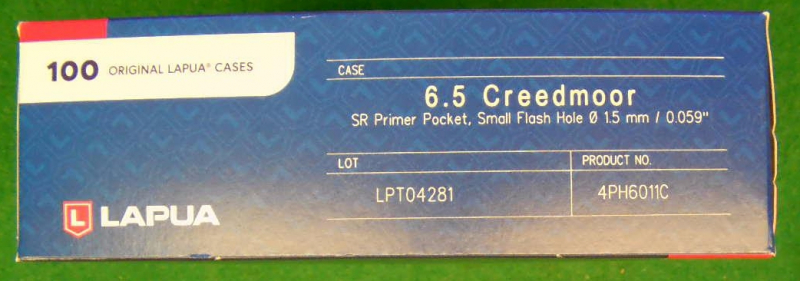 100 ORIGINAL LAPUA® CASES
CASE
6.5 Creedmoor
SR Primer Pocket, Small Flash Hole Ø 1.5 mm / 0.059"
LOT
PRODUCT NO.
LPT04281
4PH6011C
L LAPUA